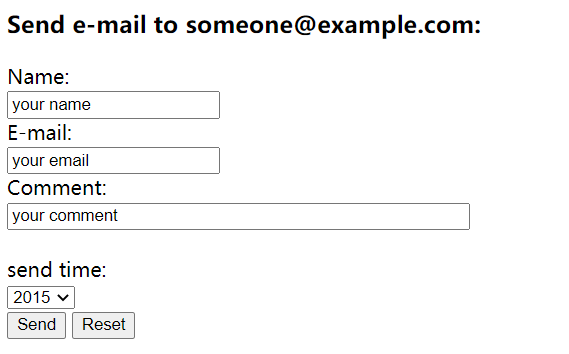 Send e-mail to someone@example.com:
Name:
your name
E-mail:
your email
Comment:
your comment
send time:
2015
Send Reset